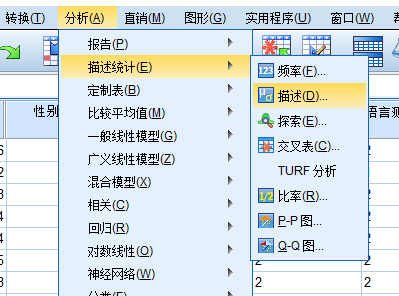 转换(T) 分析(A) 直销(M) 图形(G) 实用程序(U) 窗口(W)
报告(P)
描述统计(E)
定制表(B)
比较平均值(M)
一般线性模型(G)
广义线性模型(Z)
混合模型(X)
相关(C)
回归(R)
对数线性(O)
神经网络(W)
频率(F)...
描述(D)...
探索(E)...
交叉表(C)...
TURF 分析
比率(R)...
P-P 图...
Q-Q 图...
性别
语言测
2
2
2 2
2 2